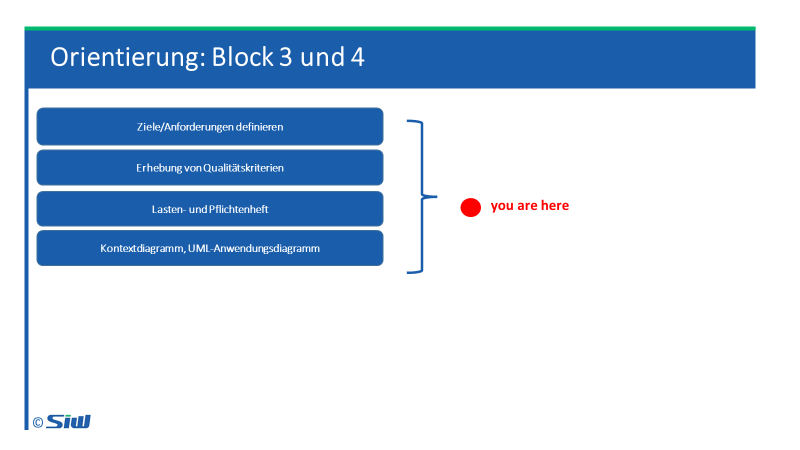 Orientierung: Block 3 und 4
Ziele/Anforderungen definieren
Erhebung von Qualitätskriterien
Lasten- und Pflichtenheft
you are here
Kontextdiagramm, UML-Anwendungsdiagramm
© SiW